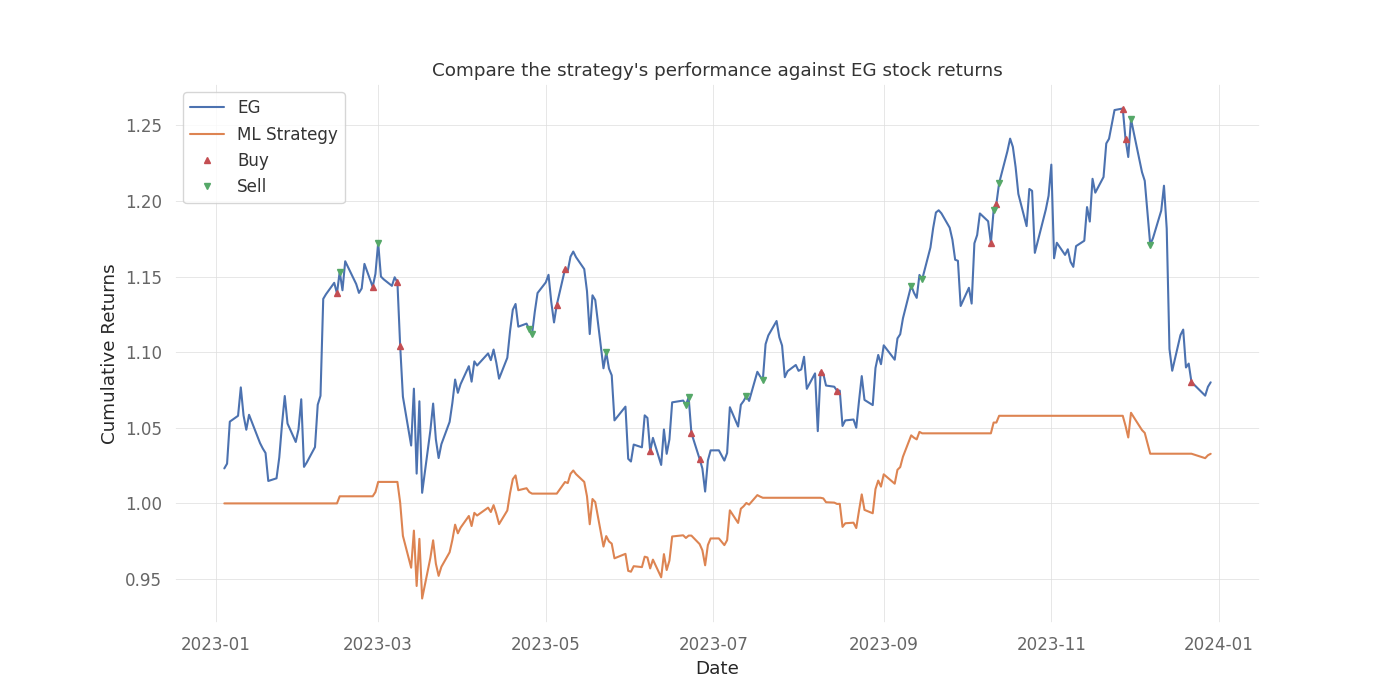 Compare the strategy's performance against EG stock returns
EG
ML Strategy
Buy
Sell
1.25
1.20
1.15
1.10
1.05
1.00
0.95
Cumulative Returns
2023-01
2023-03
2023-05
2023-07
2023-09
2023-11
2024-01
Date